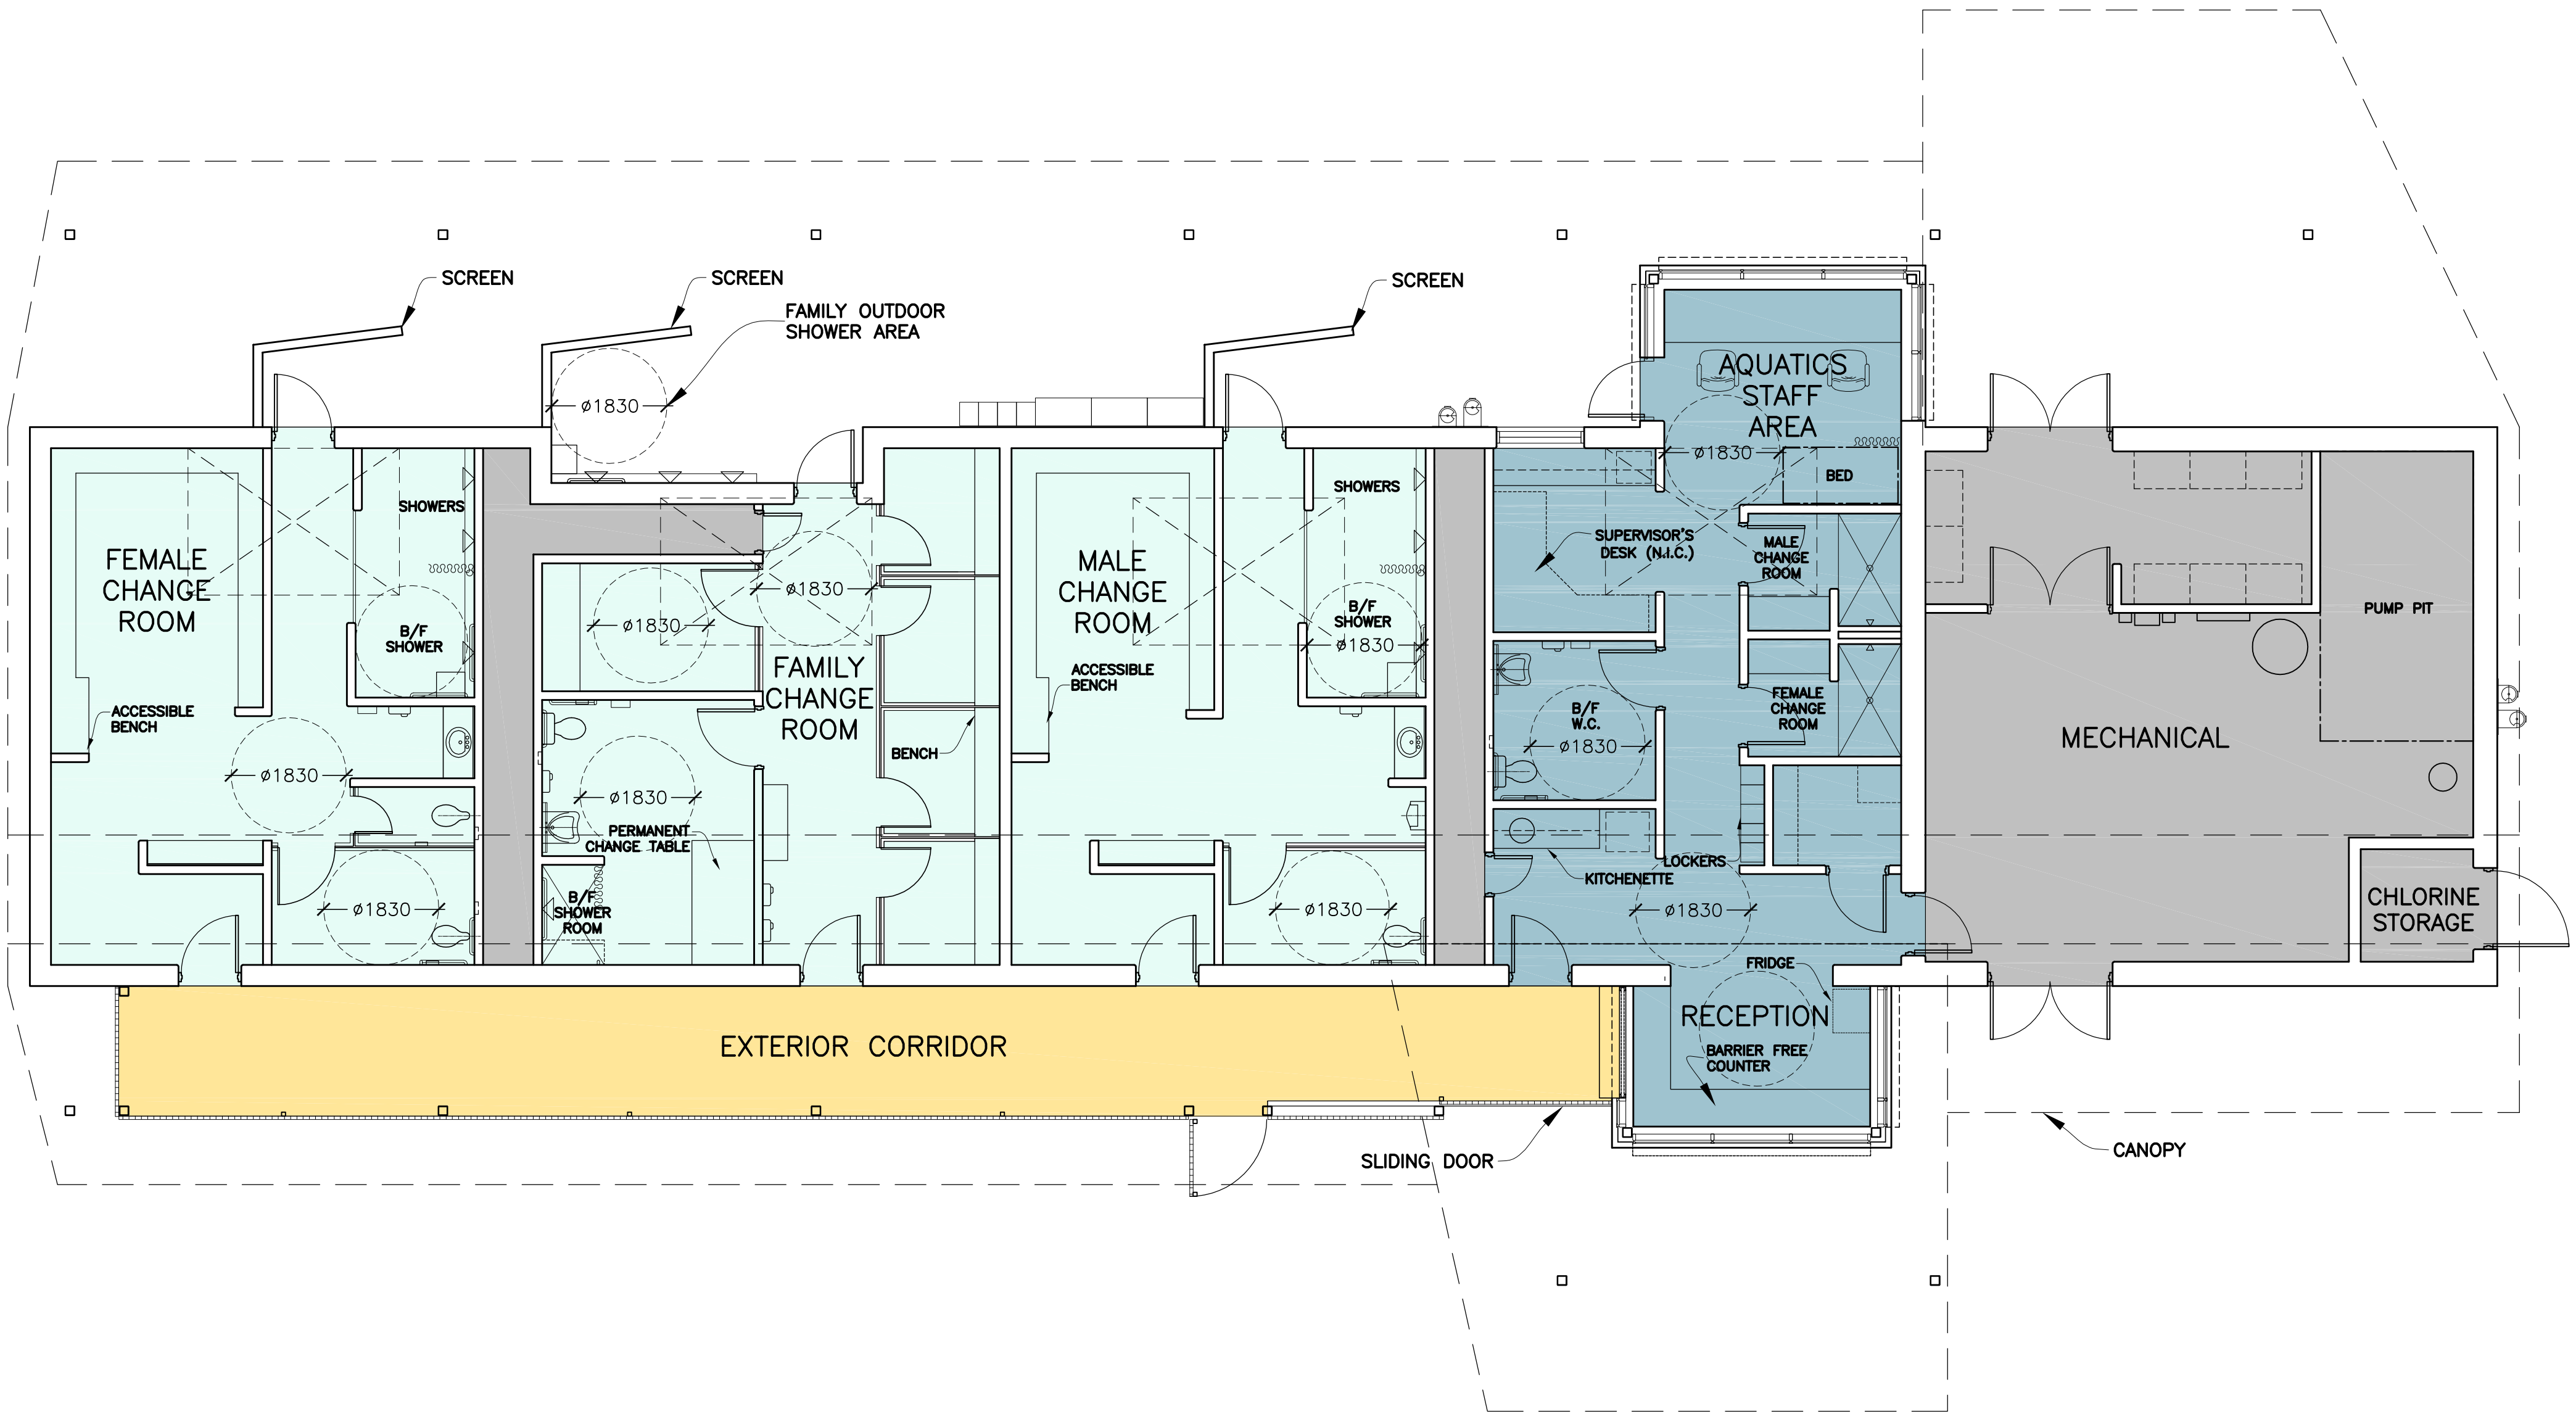 SCREEN
SCREEN
FAMILY OUTDOOR
SHOWER AREA
SCREEN
ø1830
AQUATICS
STAFF
AREA
ø1830
BED
FEMALE
CHANGE
ROOM
SHOWERS
B/F
SHOWER
ACCESSIBLE
BENCH
ø1830
ø1830
ø1830
ø1830
FAMILY
CHANGE
ROOM
BENCH
ø1830
PERMANENT
CHANGE TABLE
B/F
SHOWER
ROOM
MALE
CHANGE
ROOM
ACCESSIBLE
BENCH
SHOWERS
B/F
SHOWER
ø1830
ø1830
SUPERVISOR'S
DESK (N.I.C.)
MALE
CHANGE
ROOM
FEMALE
CHANGE
ROOM
B/F
W.C.
ø1830
LOCKERS
KITCHENETTE
ø1830
FRIDGE
RECEPTION
BARRIER FREE
COUNTER
MECHANICAL
PUMP PIT
CHLORINE
STORAGE
EXTERIOR CORRIDOR
SLIDING DOOR
CANOPY